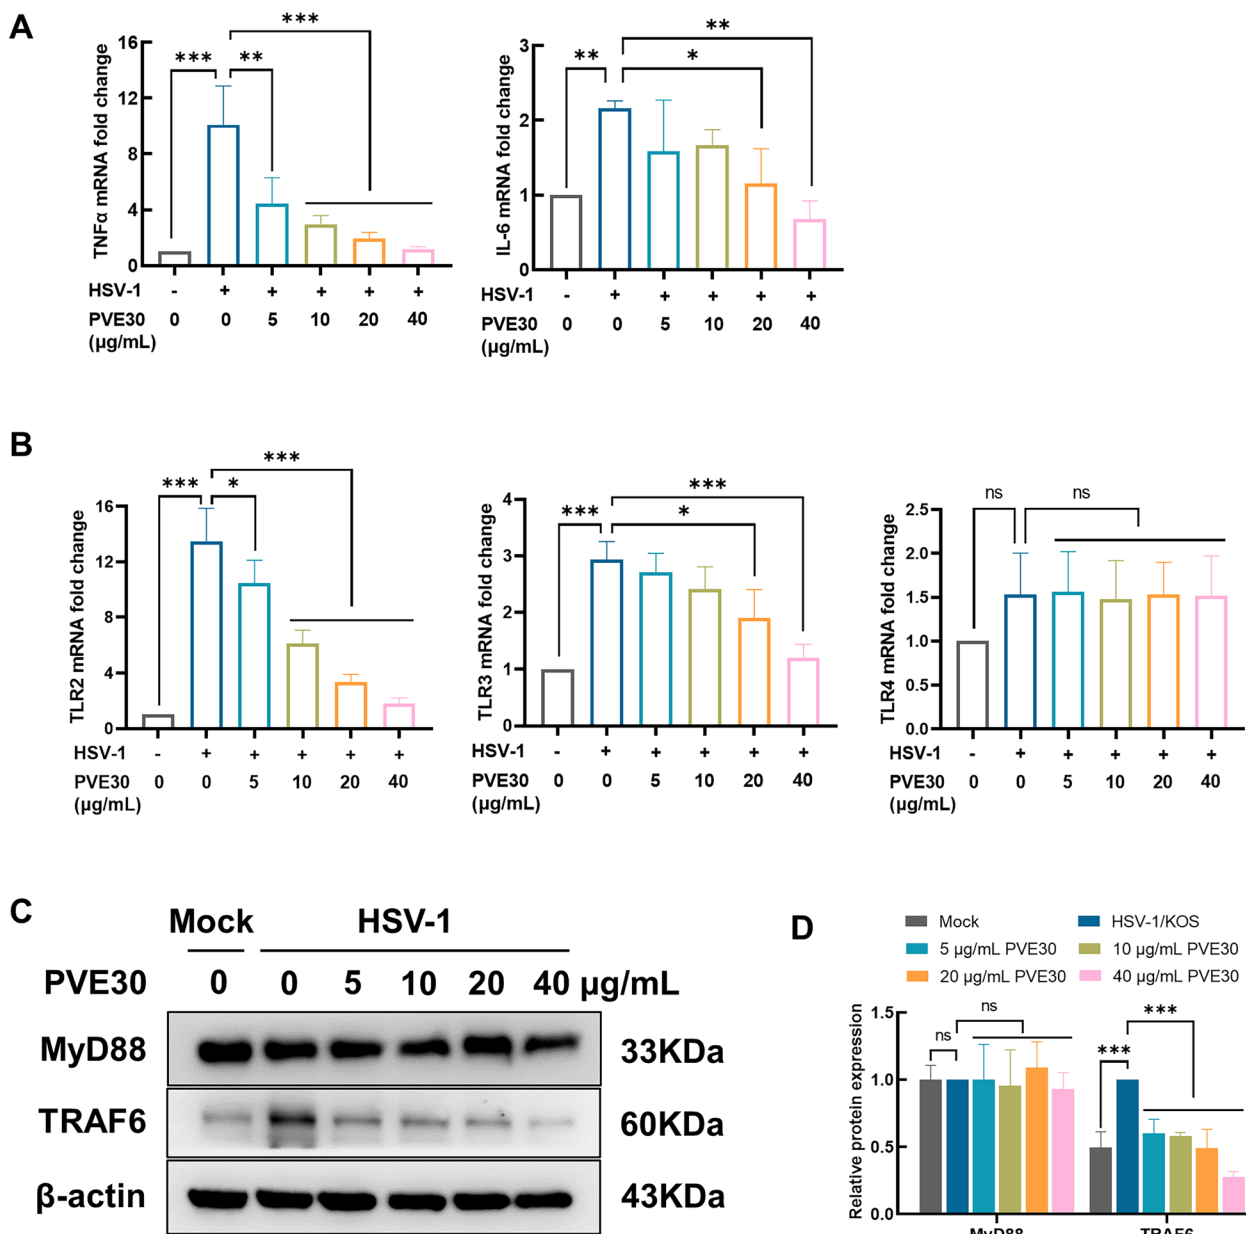 A
TNFα mRNA fold change
16
12
8
4
0
*** ** ***
HSV-1 - + + + + +
PVE30 0 0 5 10 20 40
(μg/mL)
IL-6 mRNA fold change
3
2
1
0
** * **
HSV-1 - + + + + +
PVE30 0 0 5 10 20 40
(μg/mL)
B
TLR2 mRNA fold change
16
12
8
4
0
*** * ***
HSV-1 - + + + + +
PVE30 0 0 5 10 20 40
(μg/mL)
TLR3 mRNA fold change
4
3
2
1
0
*** * ***
HSV-1 - + + + + +
PVE30 0 0 5 10 20 40
(μg/mL)
TLR4 mRNA fold change
2.5
2.0
1.5
1.0
0.5
0.0
ns ns
HSV-1 - + + + + +
PVE30 0 0 5 10 20 40
(μg/mL)
C
Mock HSV-1
PVE30 0 0 5 10 20 40 μg/mL
MyD88 33KDa
TRAF6 60KDa
β-actin 43KDa
D
Mock HSV-1/KOS
5 μg/mL PVE30 10 μg/mL PVE30
20 μg/mL PVE30 40 μg/mL PVE30
Relative protein expression
1.5
1.0
0.5
0.0
ns ns *** ***
MyD88 TRAF6